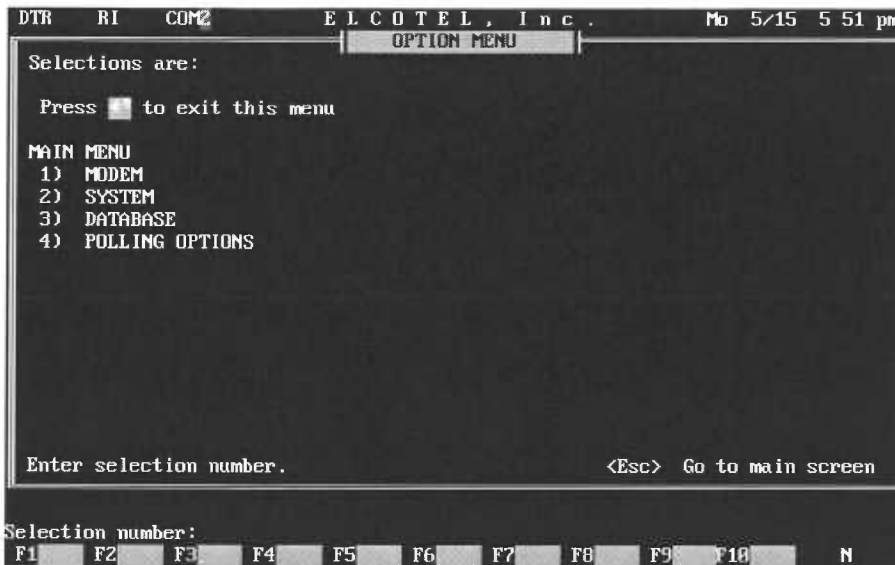 DTR RI COM2 ELCOTEL, Inc. Mo 5/15 5 51 pm
OPTION MENU
Selections are:
Press to exit this menu
MAIN MENU
1) MODEM
2) SYSTEM
3) DATABASE
4) POLLING OPTIONS
Enter selection number. <Esc> Go to main screen
Selection number:
F1 F2 F3 F4 F5 F6 F7 F8 F9 F10 N